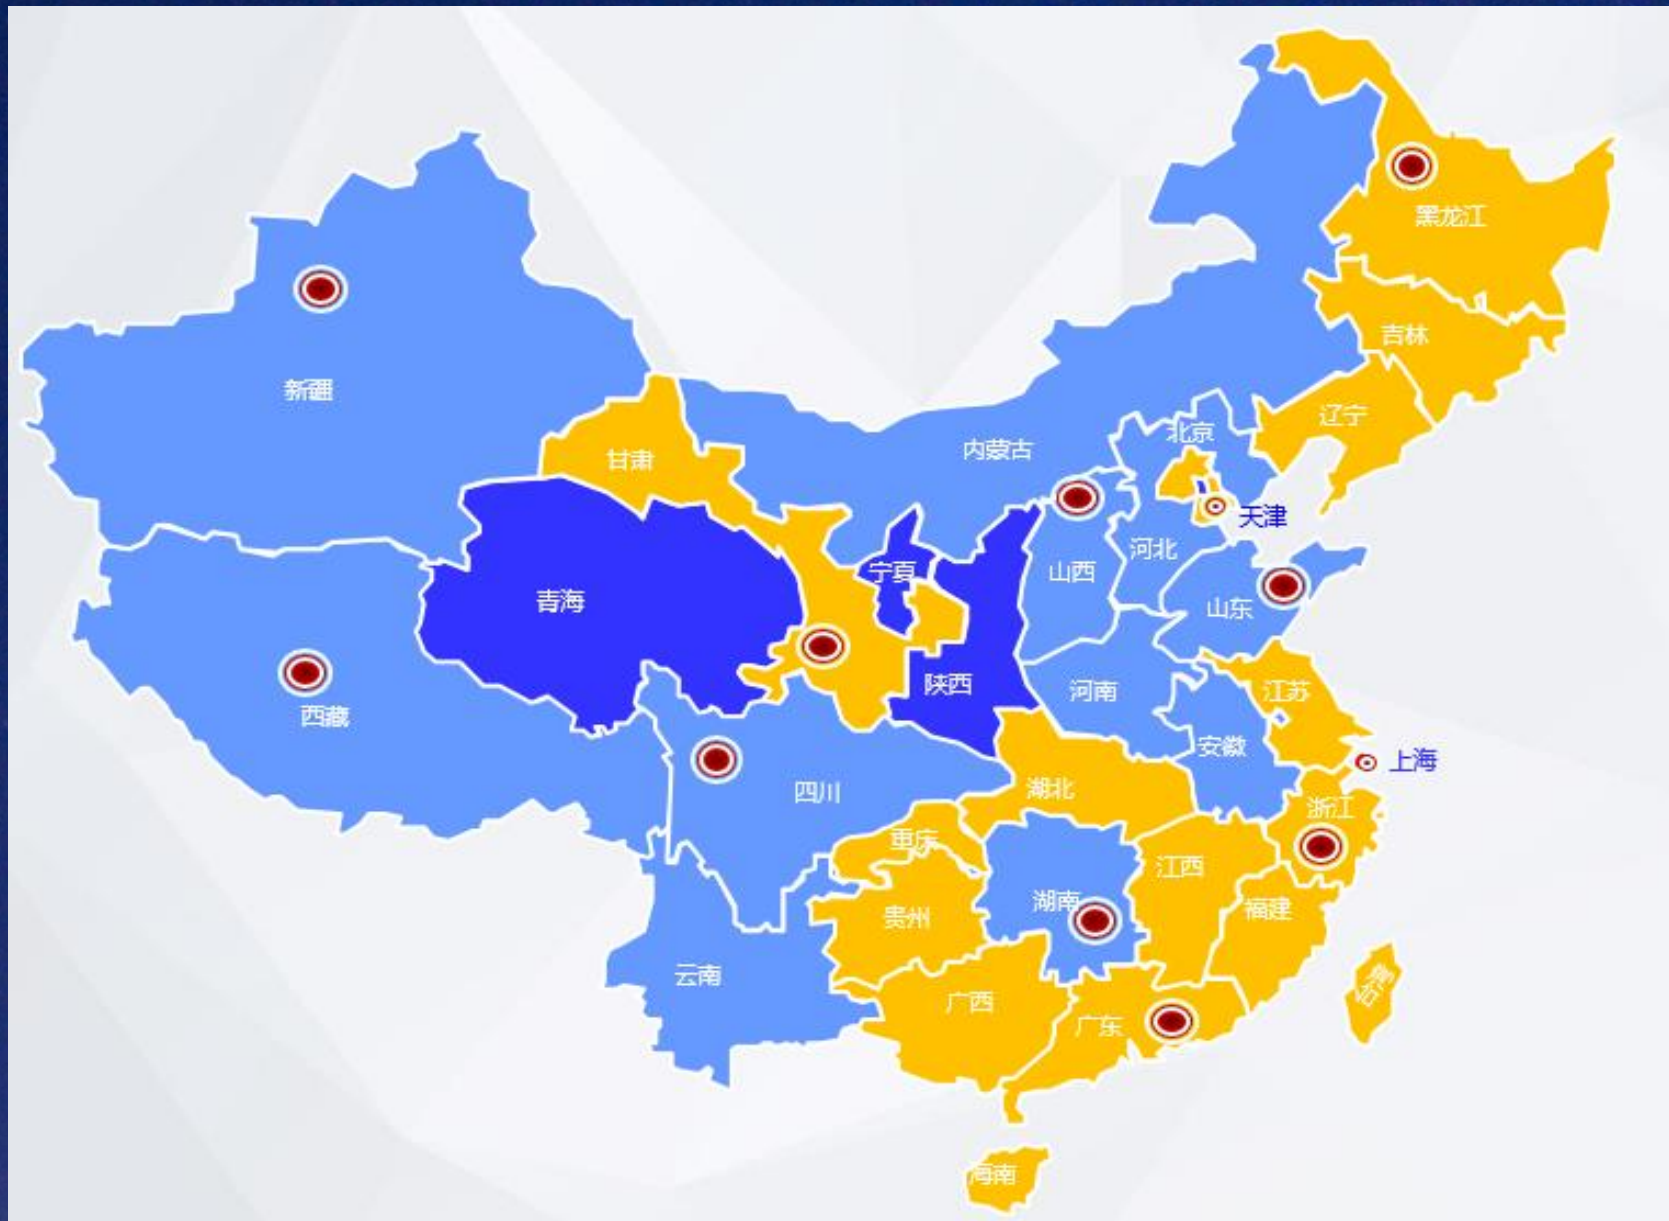 黑龙江
吉林
新疆
辽宁
北京
内蒙古
甘肃
天津
河北
宁夏
山西
青海
山东
陕西
河南
江苏
西藏
安徽
上海
四川
湖北
浙江
重庆
江西
湖南
福建
贵州
云南
台湾
广西
广东
海南